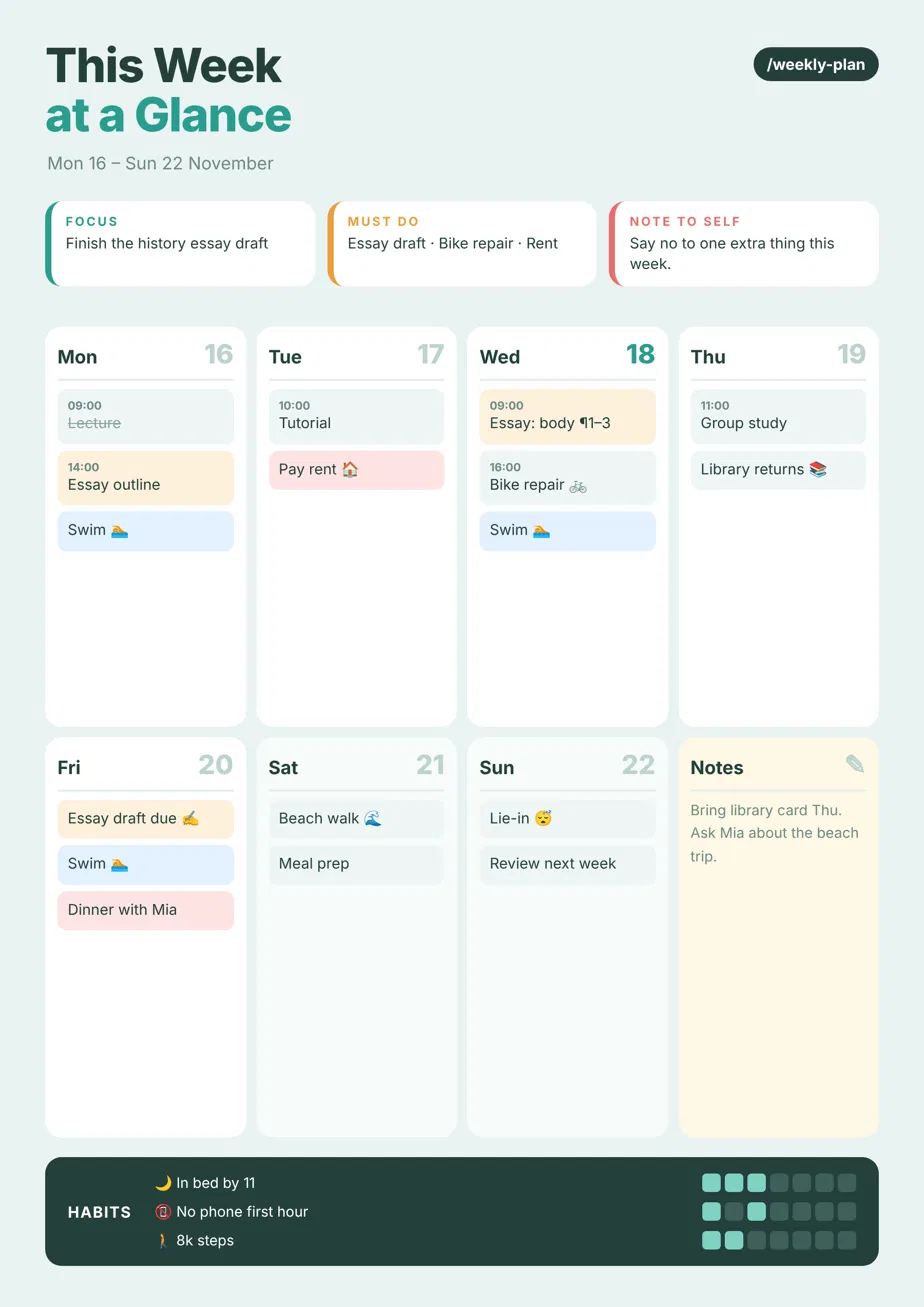 This Week
at a Glance
/weekly-plan
Mon 16 – Sun 22 November
FOCUS
Finish the history essay draft
MUST DO
Essay draft · Bike repair · Rent
NOTE TO SELF
Say no to one extra thing this
week.
Mon 16
09:00
Lecture
14:00
Essay outline
Swim 🏊
Tue 17
10:00
Tutorial
Pay rent 🏠
Wed 18
09:00
Essay: body ¶1–3
16:00
Bike repair 🚲
Swim 🏊
Thu 19
11:00
Group study
Library returns 📚
Fri 20
Essay draft due ✍️
Swim 🏊
Dinner with Mia
Sat 21
Beach walk 🌊
Meal prep
Sun 22
Lie-in 😴
Review next week
Notes ✎
Bring library card Thu.
Ask Mia about the beach
trip.
HABITS
🌙 In bed by 11
📵 No phone first hour
🚶 8k steps